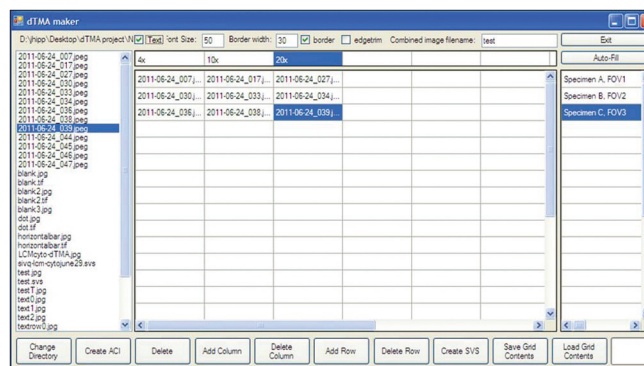 dTMA maker
D:\jhipp\Desktop\dTMA project\N Text Font Size: 50 Border width: 30 border edgetrim Combined image filename: test Exit
Auto-Fill
4x 10x 20x
2011-06-24_007.jpeg
2011-06-24_017.jpeg
2011-06-24_027.jpeg
2011-06-24_030.jpeg
2011-06-24_033.jpeg
2011-06-24_034.jpeg
2011-06-24_036.jpeg
2011-06-24_038.jpeg
2011-06-24_039.jpeg
2011-06-24_044.jpeg
2011-06-24_045.jpeg
2011-06-24_046.jpeg
2011-06-24_047.jpeg
blank.jpg
blank.tif
blank2.jpg
blank2.tif
blank3.jpg
dot.jpg
dot.tif
horizontalbar.jpg
horizontalbar.tif
LCMcyto-dTMA.jpg
sivq-lcm-cytojune29.svs
test.jpg
test.svs
testT.jpg
text0.jpg
text1.jpg
text2.jpg
textrow0.jpg
2011-06-24_007.j... 2011-06-24_017.j... 2011-06-24_027.j...
2011-06-24_030.j... 2011-06-24_033.j... 2011-06-24_034.j...
2011-06-24_036.j... 2011-06-24_038.j... 2011-06-24_039.j...
Specimen A, FOV1
Specimen B, FOV2
Specimen C, FOV3
Change Directory
Create ACI
Delete
Add Column
Delete Column
Add Row
Delete Row
Create SVS
Save Grid Contents
Load Grid Contents